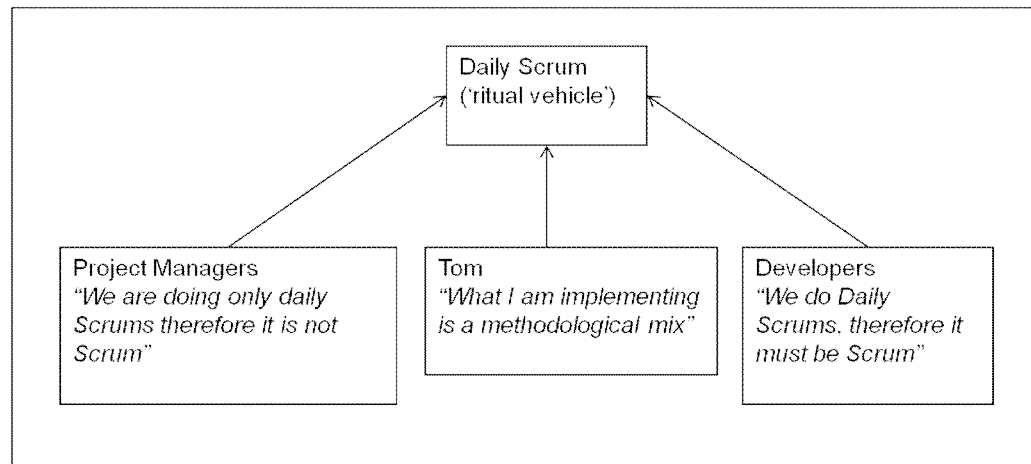 Daily Scrum
(‘ritual vehicle’)
Project Managers
“We are doing only daily
Scrums therefore it is not
Scrum”
Tom
“What I am implementing
is a methodological mix”
Developers
“We do Daily
Scrums. therefore it
must be Scrum”